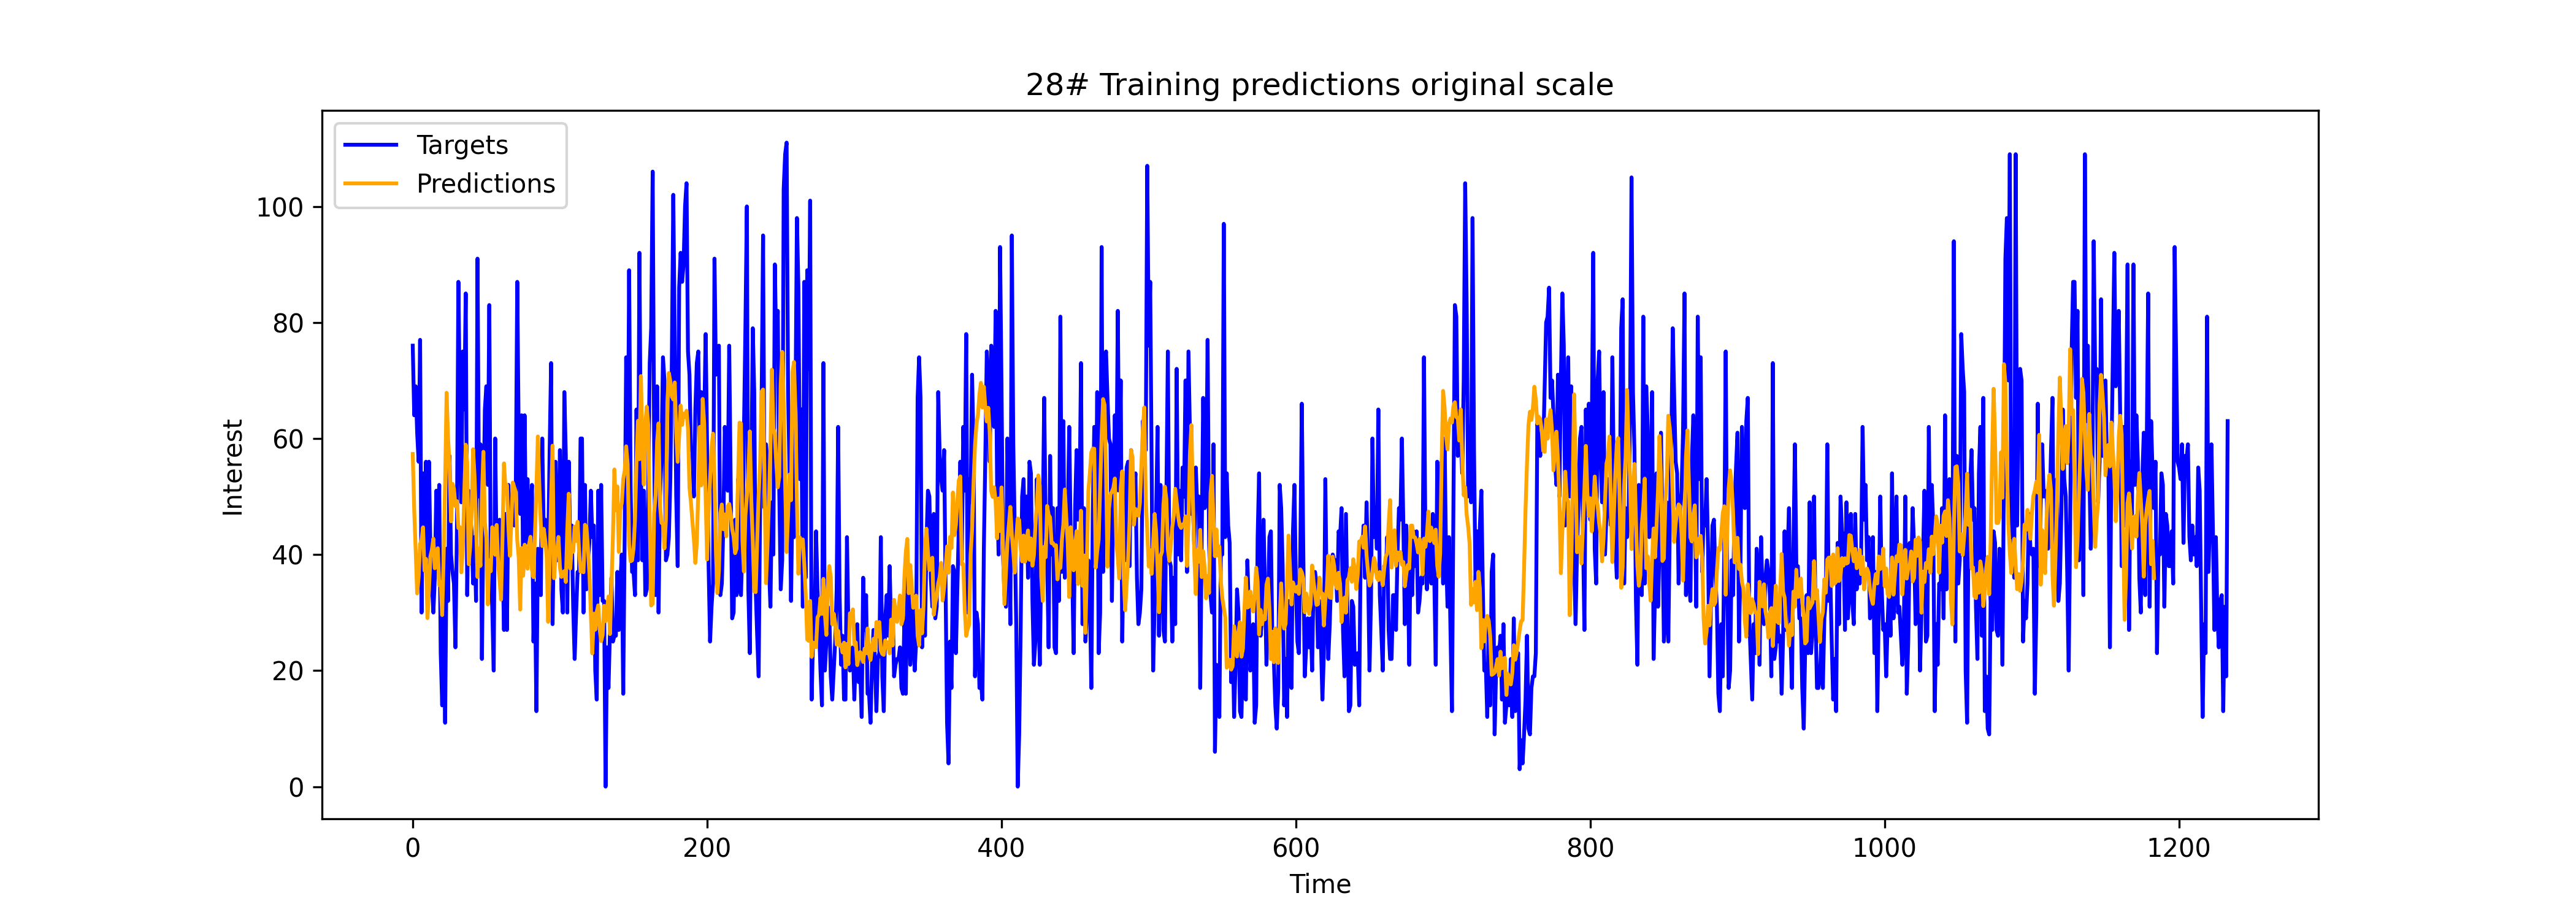 28# Training predictions original scale
Targets
Predictions
100
80
60
40
20
0
Interest
0 200 400 600 800 1000 1200
Time